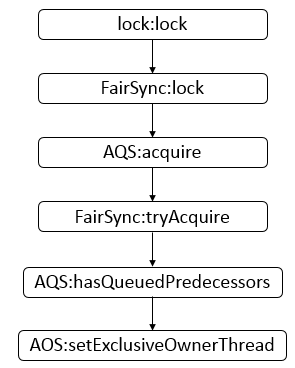 lock:lock
FairSync:lock
AQS:acquire
FairSync:tryAcquire
AQS:hasQueuedPredecessors
AOS:setExclusiveOwnerThread